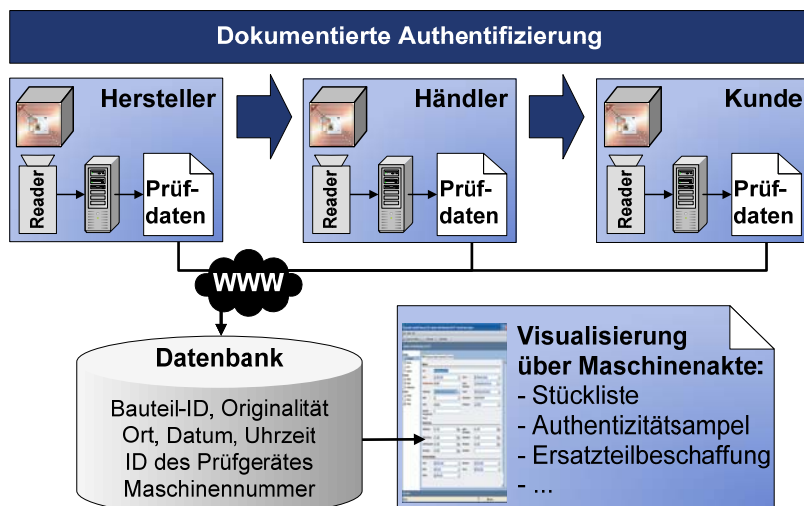 Dokumentierte Authentifizierung
Hersteller
Reader
Prüf-
daten
Händler
Reader
Prüf-
daten
Kunde
Reader
Prüf-
daten
WWW
Datenbank
Bauteil-ID, Originalität
Ort, Datum, Uhrzeit
ID des Prüfgerätes
Maschinennummer
Visualisierung
über Maschinenakte:
- Stückliste
- Authentizitätsampel
- Ersatzteilbeschaffung
- ...